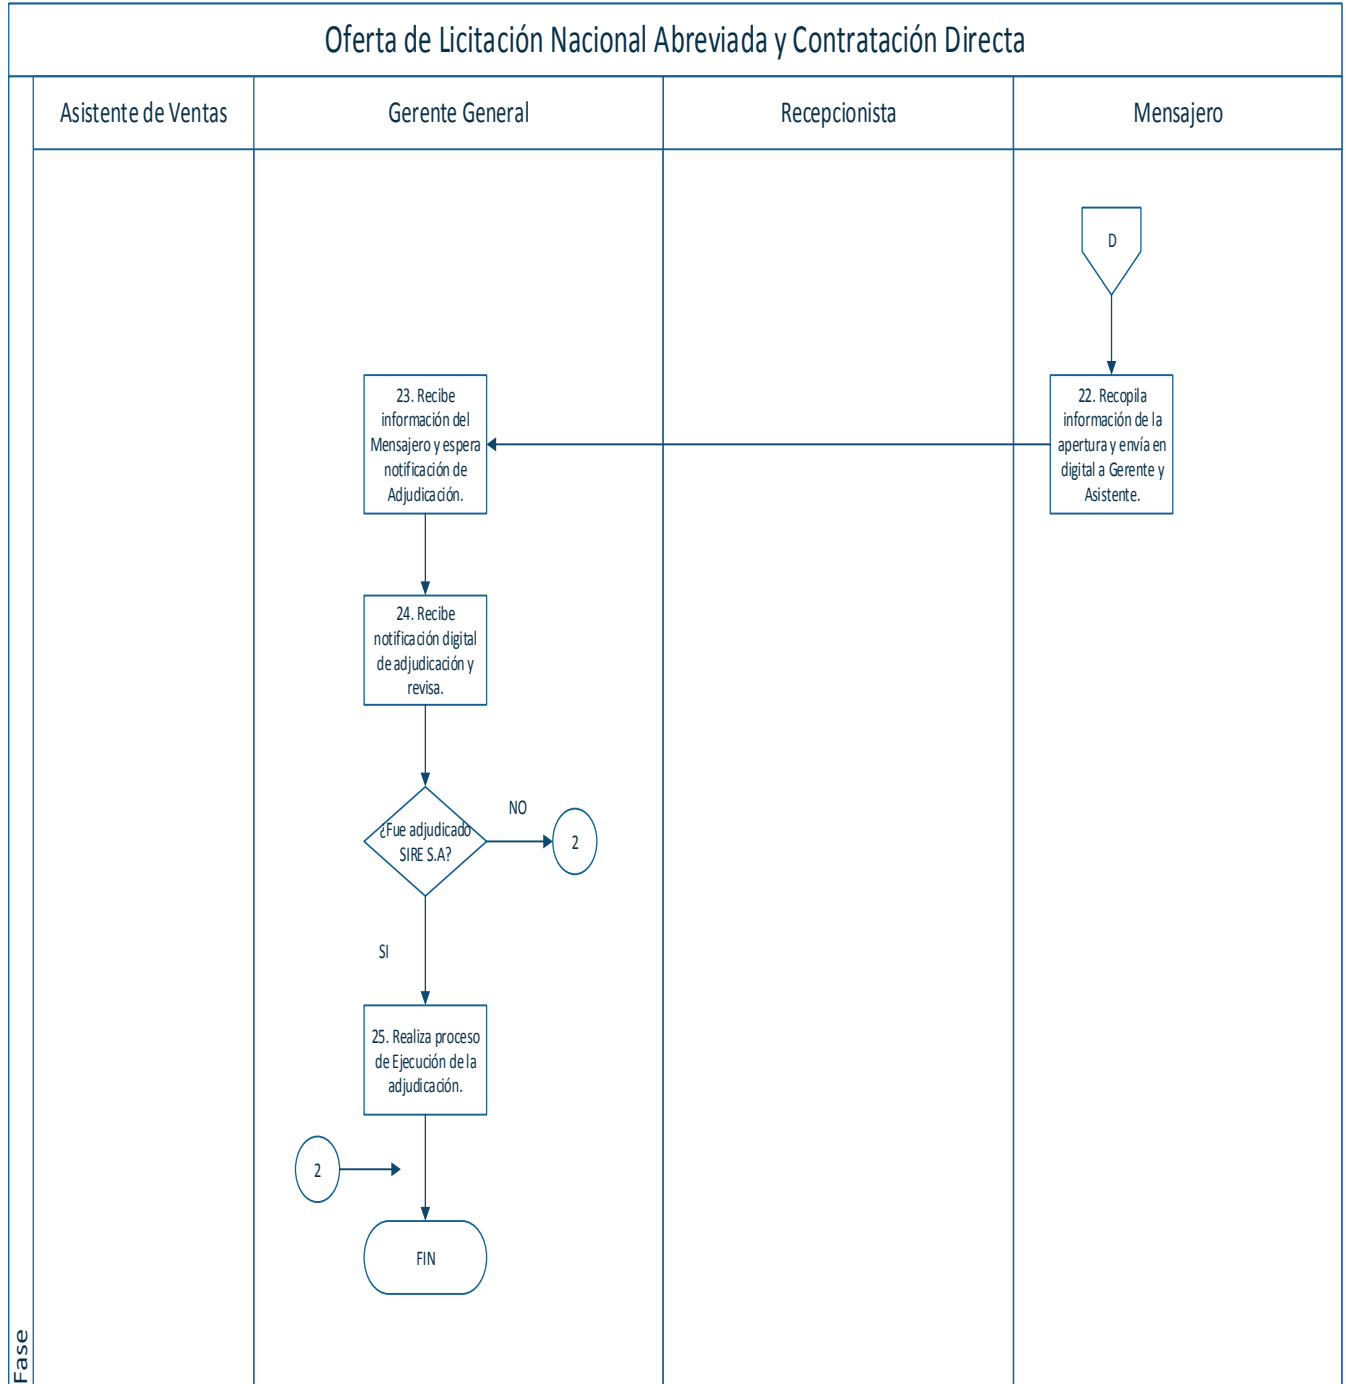 Oferta de Licitación Nacional Abreviada y Contratación Directa
Asistente de Ventas
Gerente General
Recepcionista
Mensajero
D
23. Recibe
información del
Mensajero y espera
notificación de
Adjudicación.
22. Recopila
información de la
apertura y envía en
digital a Gerente y
Asistente.
24. Recibe
notificación digital
de adjudicación y
revisa.
¿Fue adjudicado
SIRE S.A?
NO
2
SI
25. Realiza proceso
de Ejecución de la
adjudicación.
2
FIN
Fase